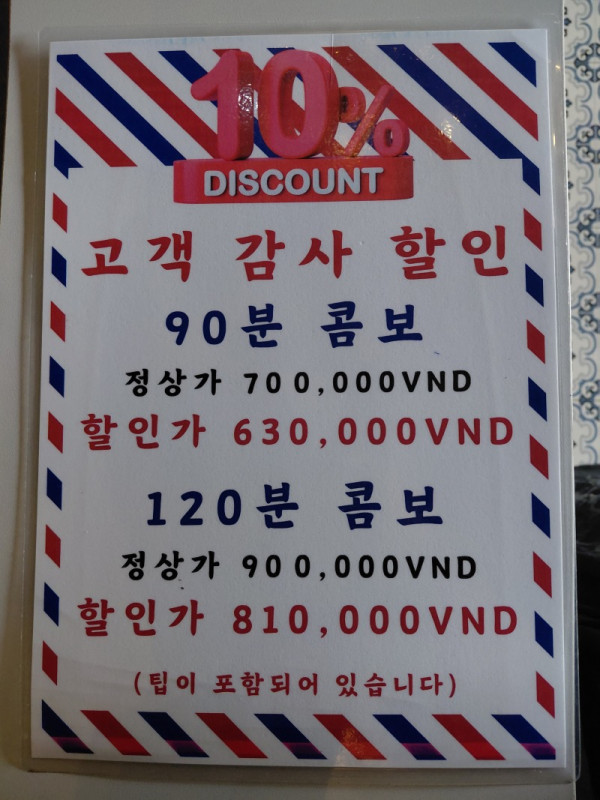 10%
DISCOUNT
고객 감사 할인
90분 콤보
정상가 700,000VND
할인가 630,000VND
120분 콤보
정상가 900,000VND
할인가 810,000VND
(팁이 포함되어 있습니다)